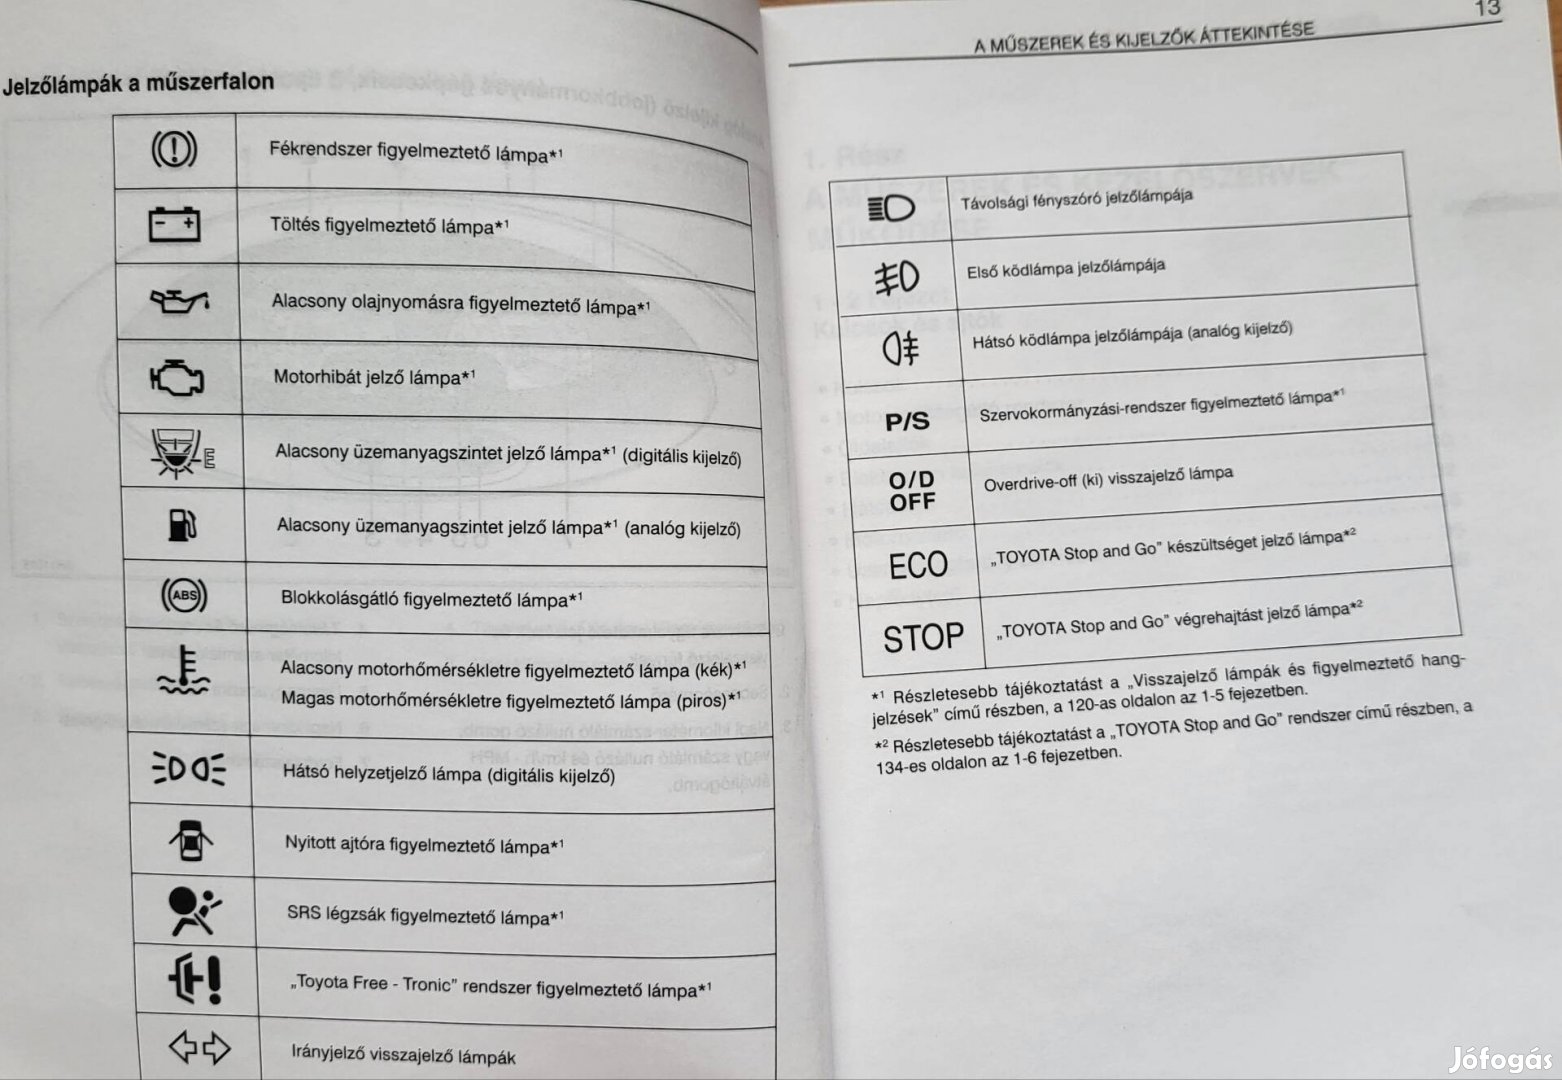 Jelzőlámpák a műszerfalon
Fékrendszer figyelmeztető lámpa*1
- +
Töltés figyelmeztető lámpa*1
Alacsony olajnyomásra figyelmeztető lámpa*1
Motorhibát jelző lámpa*1
E
Alacsony üzemanyagszintet jelző lámpa*1 (digitális kijelző)
Alacsony üzemanyagszintet jelző lámpa*1 (analóg kijelző)
ABS
Blokkolásgátló figyelmeztető lámpa*1
Alacsony motorhőmérsékletre figyelmeztető lámpa (kék)*1
Magas motorhőmérsékletre figyelmeztető lámpa (piros)*1
Hátsó helyzetjelző lámpa (digitális kijelző)
Nyitott ajtóra figyelmeztető lámpa*1
SRS légzsák figyelmeztető lámpa*1
„Toyota Free - Tronic” rendszer figyelmeztető lámpa*1
Irányjelző visszajelző lámpák
13
A MŰSZEREK ÉS KIJELZŐK ÁTTEKINTÉSE
Távolsági fényszóró jelzőlámpája
Első ködlámpa jelzőlámpája
Hátsó ködlámpa jelzőlámpája (analóg kijelző)
P/S
Szervokormányzási-rendszer figyelmeztető lámpa*1
O/D
OFF
Overdrive-off (ki) visszajelző lámpa
ECO
„TOYOTA Stop and Go” készültséget jelző lámpa*2
STOP
„TOYOTA Stop and Go” végrehajtást jelző lámpa*2
*1 Részletesebb tájékoztatást a „Visszajelző lámpák és figyelmeztető hang-
jelzések” című részben, a 120-as oldalon az 1-5 fejezetben.
*2 Részletesebb tájékoztatást a „TOYOTA Stop and Go” rendszer című részben, a
134-es oldalon az 1-6 fejezetben.
Jófogás